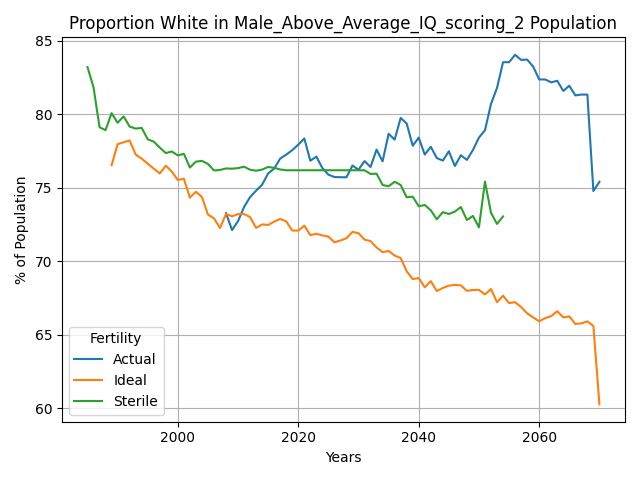 Proportion White in Male_Above_Average_IQ_scoring_2 Population
% of Population
85
80
75
70
65
60
Fertility
Actual
Ideal
Sterile
2000
2020
2040
2060
Years